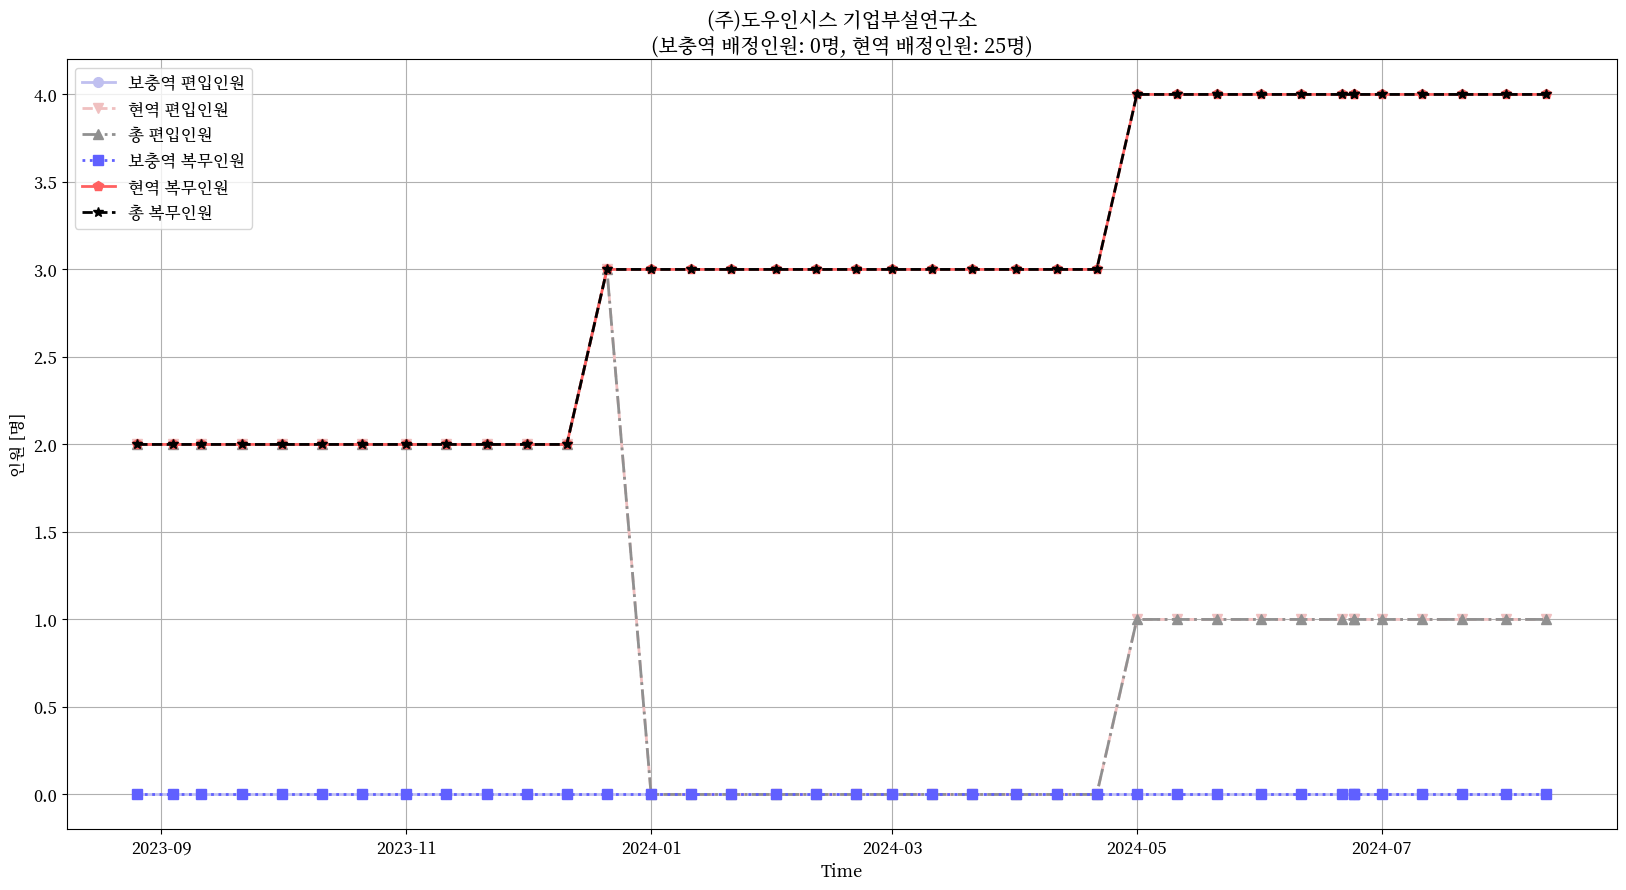 (주)도우인시스 기업부설연구소
(보충역 배정인원: 0명, 현역 배정인원: 25명)
보충역 편입인원
현역 편입인원
총 편입인원
보충역 복무인원
현역 복무인원
총 복무인원
4.0
3.5
3.0
2.5
2.0
1.5
1.0
0.5
0.0
인원 [명]
2023-09 2023-11 2024-01 2024-03 2024-05 2024-07
Time